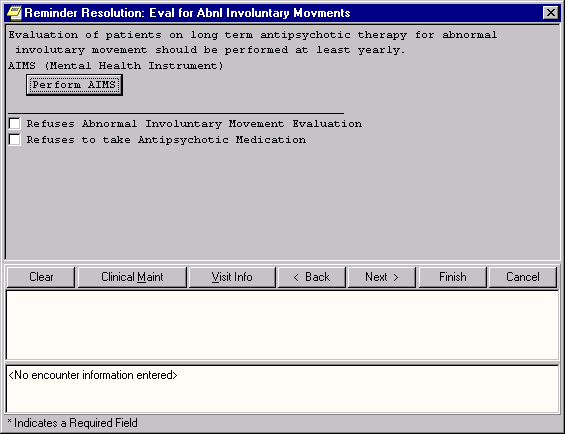 Reminder Resolution: Eval for Abnl Involuntary Movments
Evaluation of patients on long term antipsychotic therapy for abnormal
involutary movement should be performed at least yearly.
AIMS (Mental Health Instrument)
Perform AIMS
Refuses Abnormal Involuntary Movement Evaluation
Refuses to take Antipsychotic Medication
Clear Clinical Maint Visit Info < Back Next > Finish Cancel
<No encounter information entered>
* Indicates a Required Field